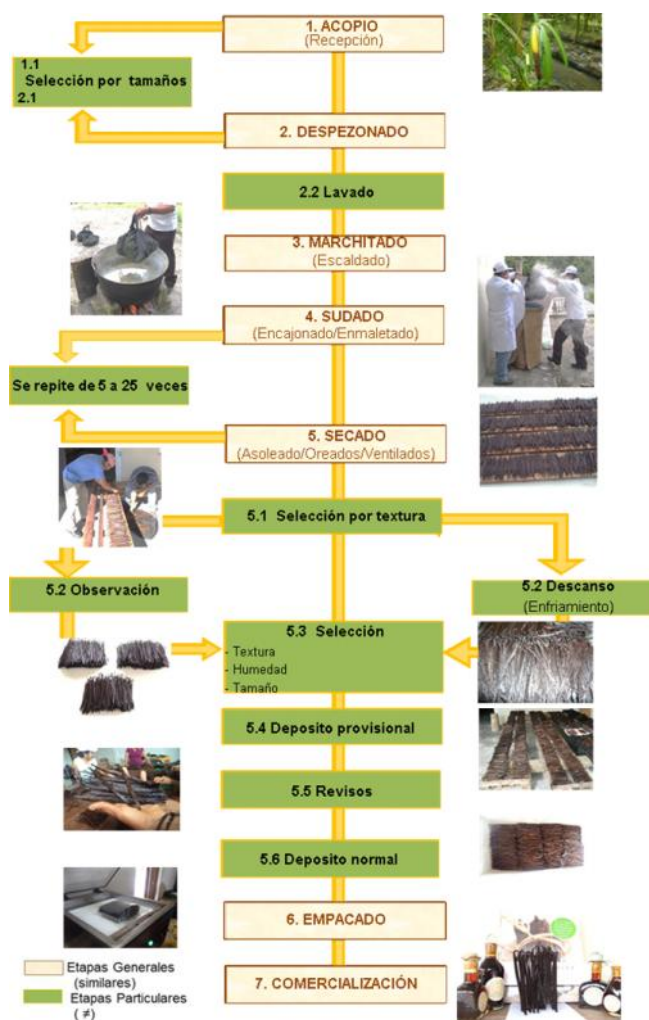 1. ACOPIO
(Recepción)
1.1
Selección por tamaños
2.1
2. DESPEZONADO
2.2 Lavado
3. MARCHITADO
(Escaldado)
4. SUDADO
(Encajonado/Enmaletado)
Se repite de 5 a 25 veces
5. SECADO
(Asoleado/Oreados/Ventilados)
5.1 Selección por textura
5.2 Observación
5.2 Descanso
(Enfriamiento)
5.3 Selección
- Textura
- Humedad
- Tamaño
5.4 Deposito provisional
5.5 Revisos
5.6 Deposito normal
6. EMPACADO
7. COMERCIALIZACIÓN
Etapas Generales
(similares)
Etapas Particulares
( ≠)